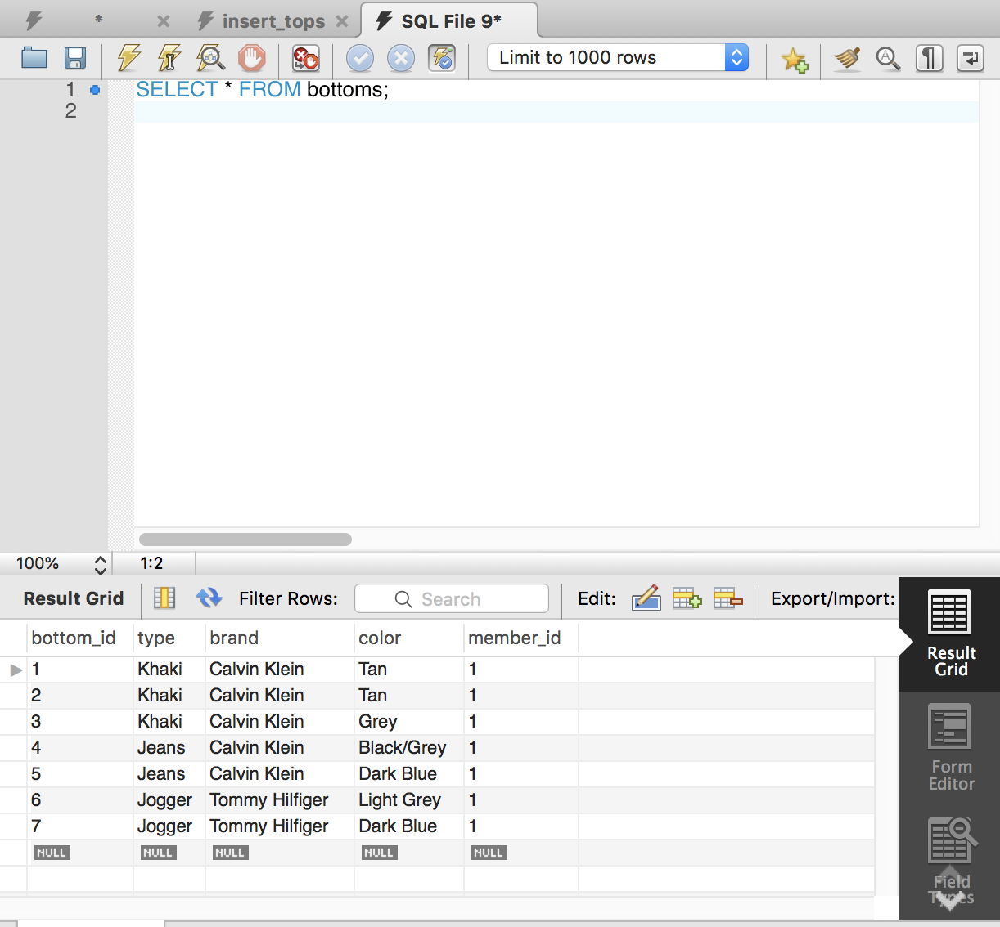 * insert_tops SQL File 9*
Limit to 1000 rows
1 SELECT * FROM bottoms;
2
100% 1:2
Result Grid Filter Rows: Search Edit: Export/Import:
bottom_id type brand color member_id
1 Khaki Calvin Klein Tan 1
2 Khaki Calvin Klein Tan 1
3 Khaki Calvin Klein Grey 1
4 Jeans Calvin Klein Black/Grey 1
5 Jeans Calvin Klein Dark Blue 1
6 Jogger Tommy Hilfiger Light Grey 1
7 Jogger Tommy Hilfiger Dark Blue 1
NULL NULL NULL NULL NULL
Result
Grid
Form
Editor
Field
Types